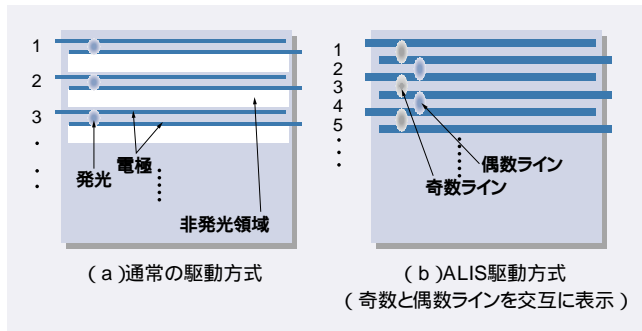 1
2
3
・
・
・
発光
電極
非発光領域
(a)通常の駆動方式
1
2
3
4
5
・
・
・
偶数ライン
奇数ライン
(b)ALIS駆動方式
(奇数と偶数ラインを交互に表示)